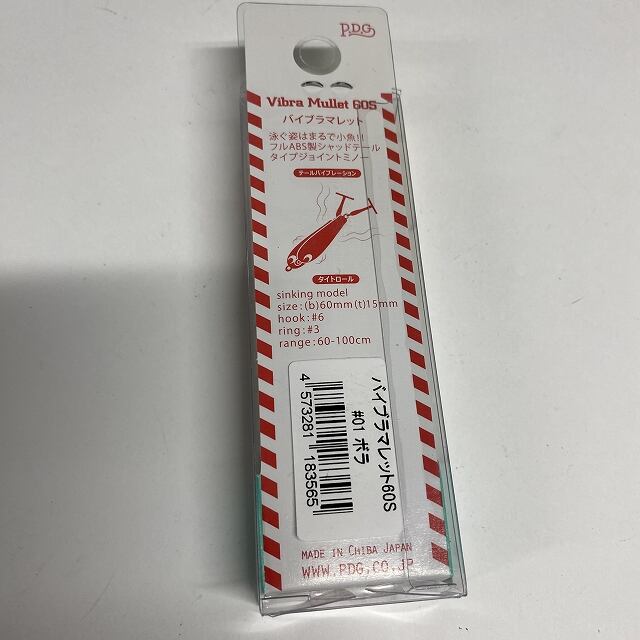 P.D.G
Vibra Mullet 60S
バイブラマレット
泳ぐ姿はまるで小魚!!
フルABS製シャッドテール
タイプジョイントミノー
テールバイブレーション
タイトロール
sinking model
size:(b)60mm(t)15mm
hook:#6
ring:#3
range:60-100cm
バイブラマレット60S
#01 ボラ
4 573281 183565
MADE IN CHIBA JAPAN
WWW.PDG.CO.JP